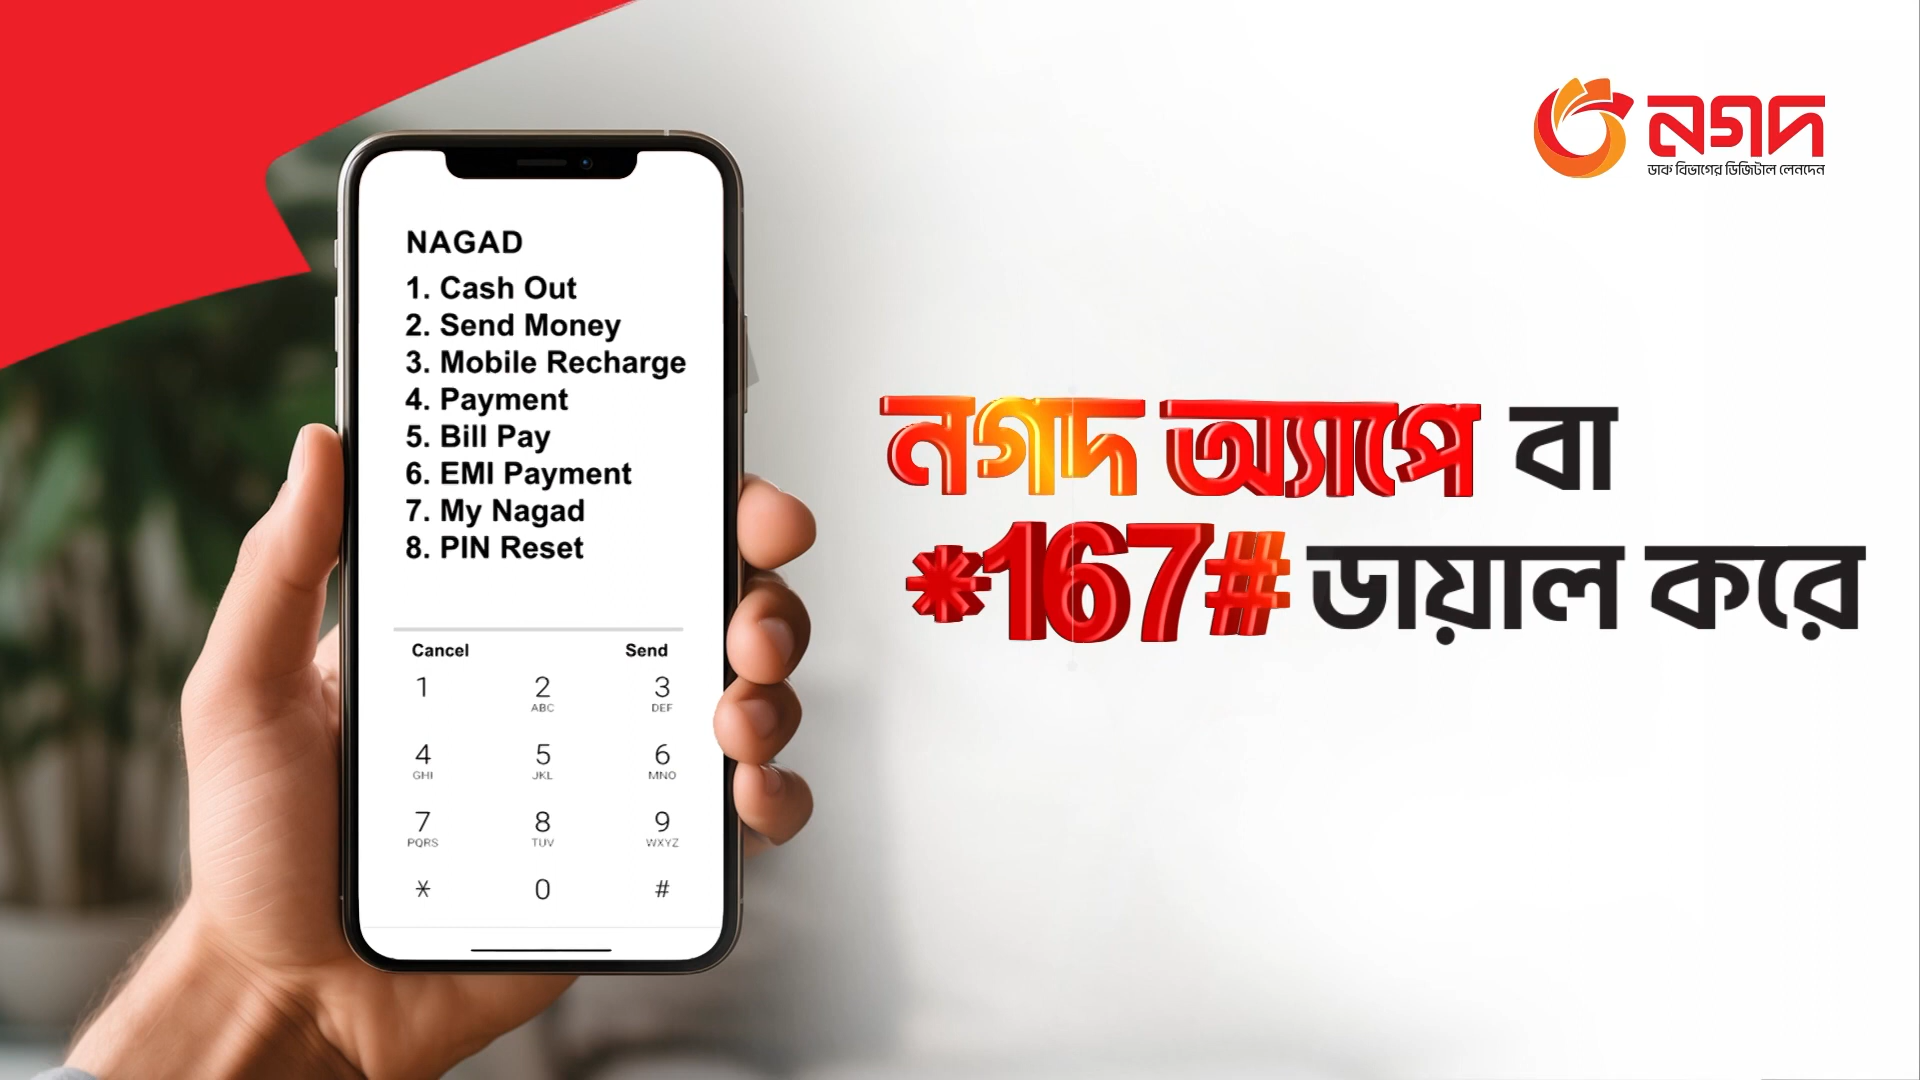 নগদ
ডাক বিভাগের ডিজিটাল লেনদেন
NAGAD
1. Cash Out
2. Send Money
3. Mobile Recharge
4. Payment
5. Bill Pay
6. EMI Payment
7. My Nagad
8. PIN Reset
Cancel Send
1 2 3
ABC DEF
4 5 6
GHI JKL MNO
7 8 9
PQRS TUV WXYZ
* 0 #
নগদ অ্যাপে বা
*167# ডায়াল করে